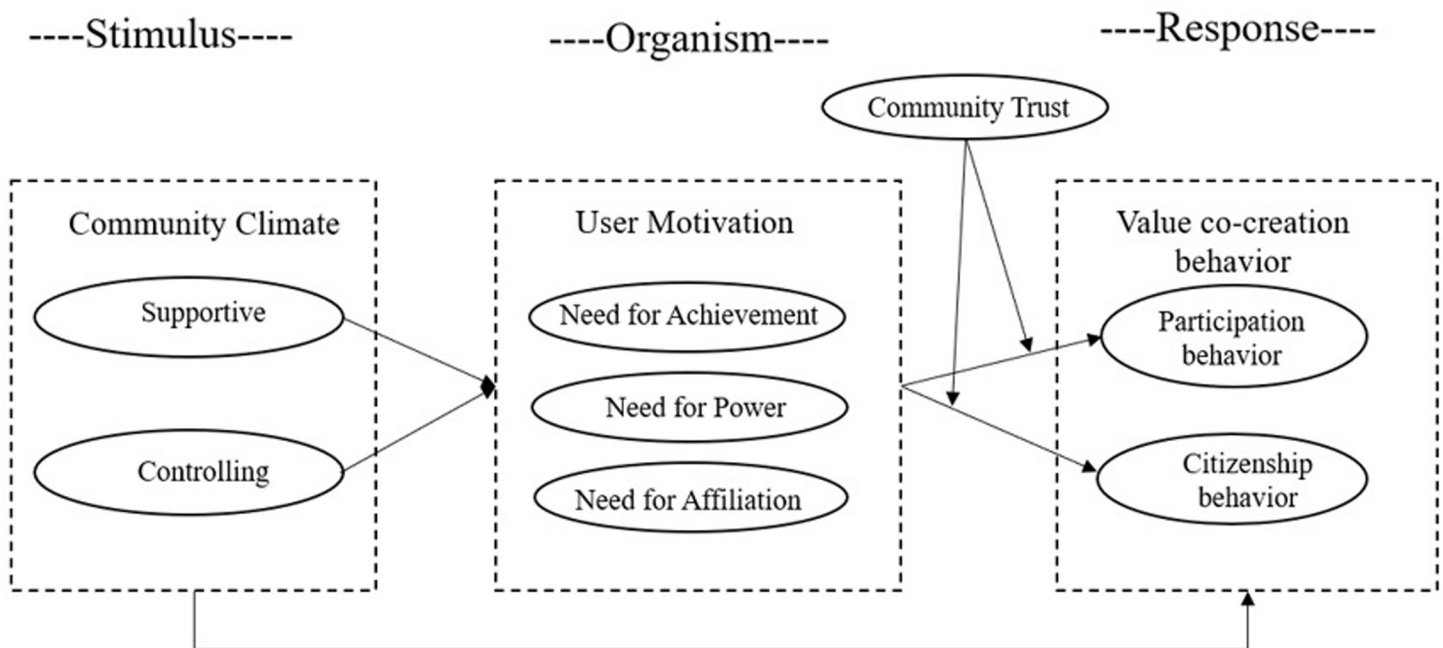 ----Stimulus----
----Organism----
----Response----
Community Trust
Community Climate
Supportive
Controlling
User Motivation
Need for Achievement
Need for Power
Need for Affiliation
Value co-creation
behavior
Participation
behavior
Citizenship
behavior